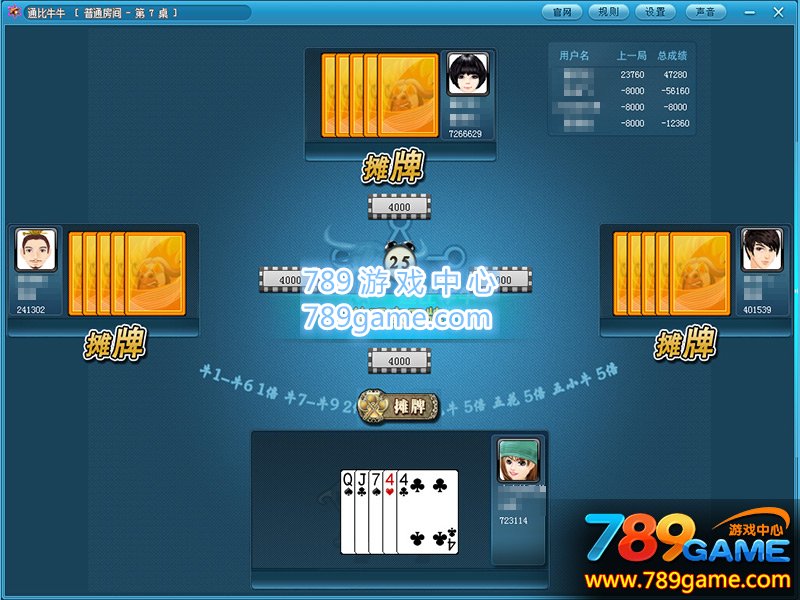 通比牛牛 [ 普通房间 - 第 7 桌 ]
官网 规则 设置 声音
用户名 上一局 总成绩
23760 47280
-8000 -56160
-8000 -8000
-8000 -12360
7266629
摊牌
4000
241302
摊牌
401539
摊牌
25
4000
789游戏中心
789game.com
4000
牛1-牛6 1倍 牛7-牛9 2
牛 5倍 五花 5倍 五小牛 5倍
摊牌
Q J 7 4 4
4
723114
789GAME 游戏中心
www.789game.com